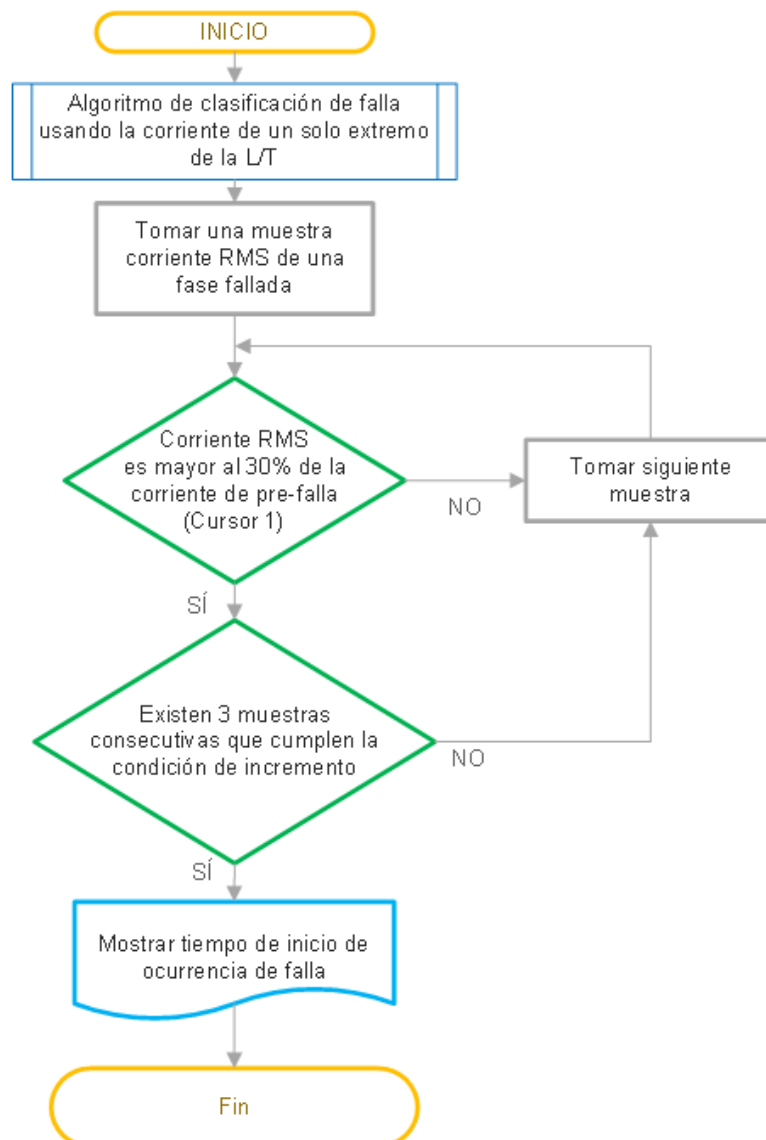 INICIO
Algoritmo de clasificación de falla
usando la corriente de un solo extremo
de la L/T
Tomar una muestra
corriente RMS de una
fase fallada
Corriente RMS
es mayor al 30% de la
corriente de pre-falla
(Cursor 1)
NO
Tomar siguiente
muestra
SÍ
Existen 3 muestras
consecutivas que cumplen la
condición de incremento
NO
SÍ
Mostrar tiempo de inicio de
ocurrencia de falla
Fin